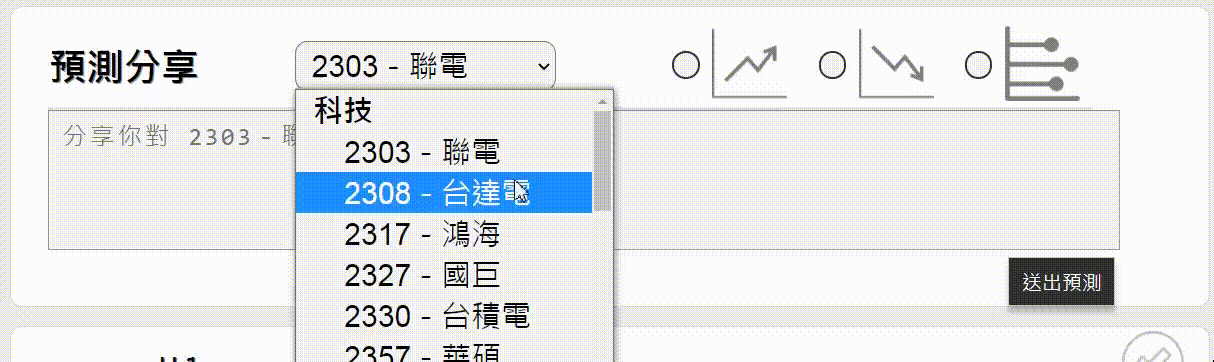 預測分享
2303 - 聯電
科技
分享你對 2303 - 聯
2303 - 聯電
2308 - 台達電
2317 - 鴻海
2327 - 國巨
2330 - 台積電
2357 - 華碩
送出預測